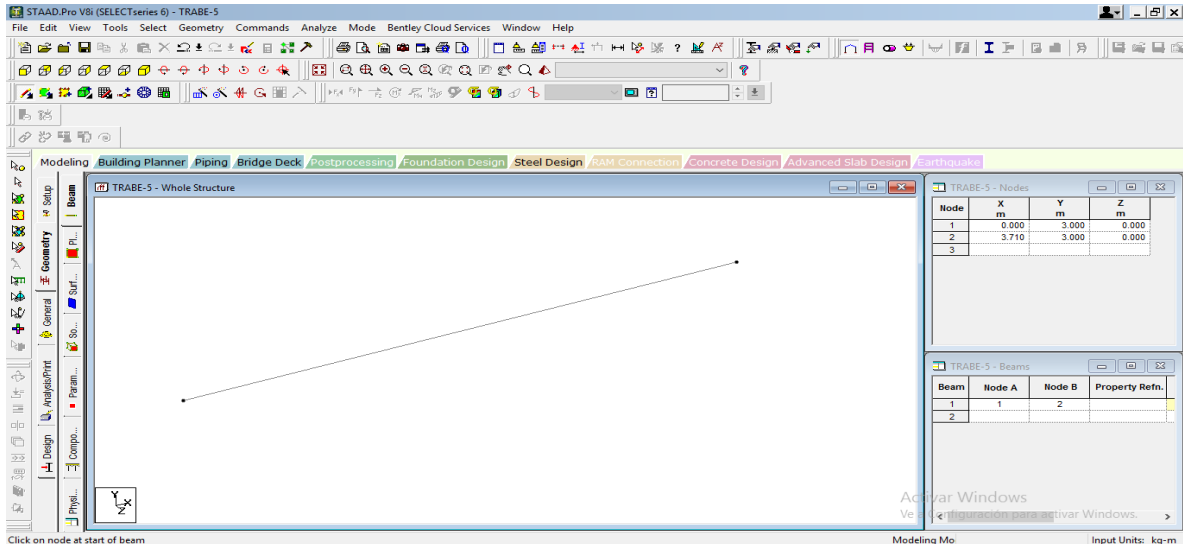 STAAD.Pro V8i (SELECTseries 6) - TRABE-5
File Edit View Tools Select Geometry Commands Analyze Mode Bentley Cloud Services Window Help
Modeling Building Planner Piping Bridge Deck Postprocessing Foundation Design Steel Design RAM Connection Concrete Design Advanced Slab Design Earthquake
Setup
Geometry
General
Analysis/Print
Design
Beam
Pl...
Surf...
So...
Param...
Compo...
Physi...
TRABE-5 - Whole Structure
Y
X
Z
TRABE-5 - Nodes
Node X Y Z
m m m
1 0.000 3.000 0.000
2 3.710 3.000 0.000
3
TRABE-5 - Beams
Beam Node A Node B Property Refn.
1 1 2
2
Activar Windows
Ve a Configuración para activar Windows.
Click on node at start of beam
Modeling Mo
Input Units: kg-m